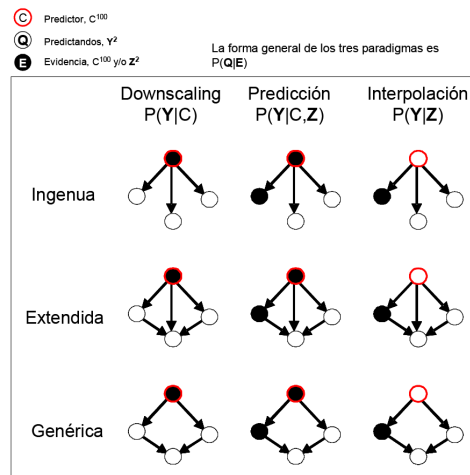 C Predictor, C¹⁰⁰
Q Predictandos, Y²
E Evidencia, C¹⁰⁰ y/o Z²
La forma general de los tres paradigmas es
P(Q|E)
Downscaling Predicción Interpolación
P(Y|C) P(Y|C,Z) P(Y|Z)
Ingenua
Extendida
Genérica